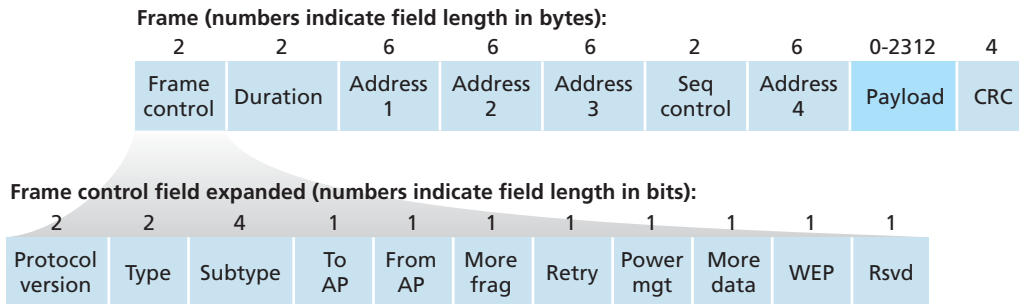 Frame (numbers indicate field length in bytes):
2 2 6 6 6 2 6 0-2312 4
Frame control Duration Address 1 Address 2 Address 3 Seq control Address 4 Payload CRC
Frame control field expanded (numbers indicate field length in bits):
2 2 4 1 1 1 1 1 1 1 1
Protocol version Type Subtype To AP From AP More frag Retry Power mgt More data WEP Rsvd